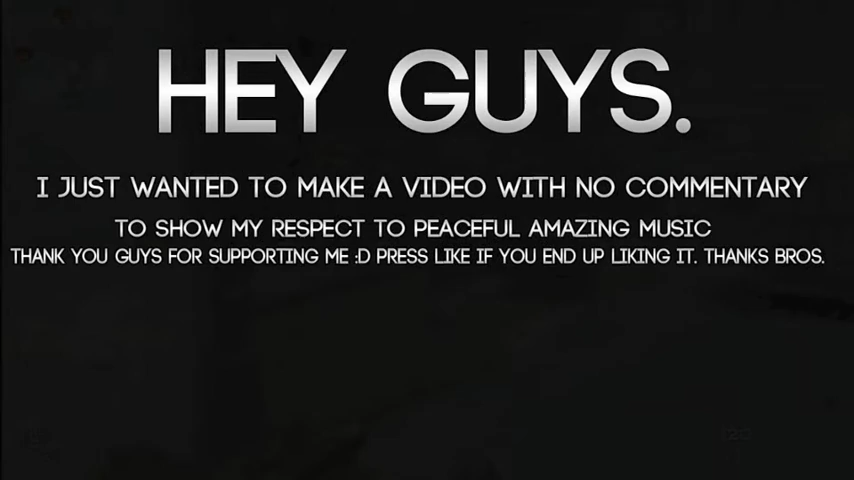 HEY GUYS.
I JUST WANTED TO MAKE A VIDEO WITH NO COMMENTARY
TO SHOW MY RESPECT TO PEACEFUL AMAZING MUSIC
THANK YOU GUYS FOR SUPPORTING ME :D PRESS LIKE IF YOU END UP LIKING IT. THANKS BROS.